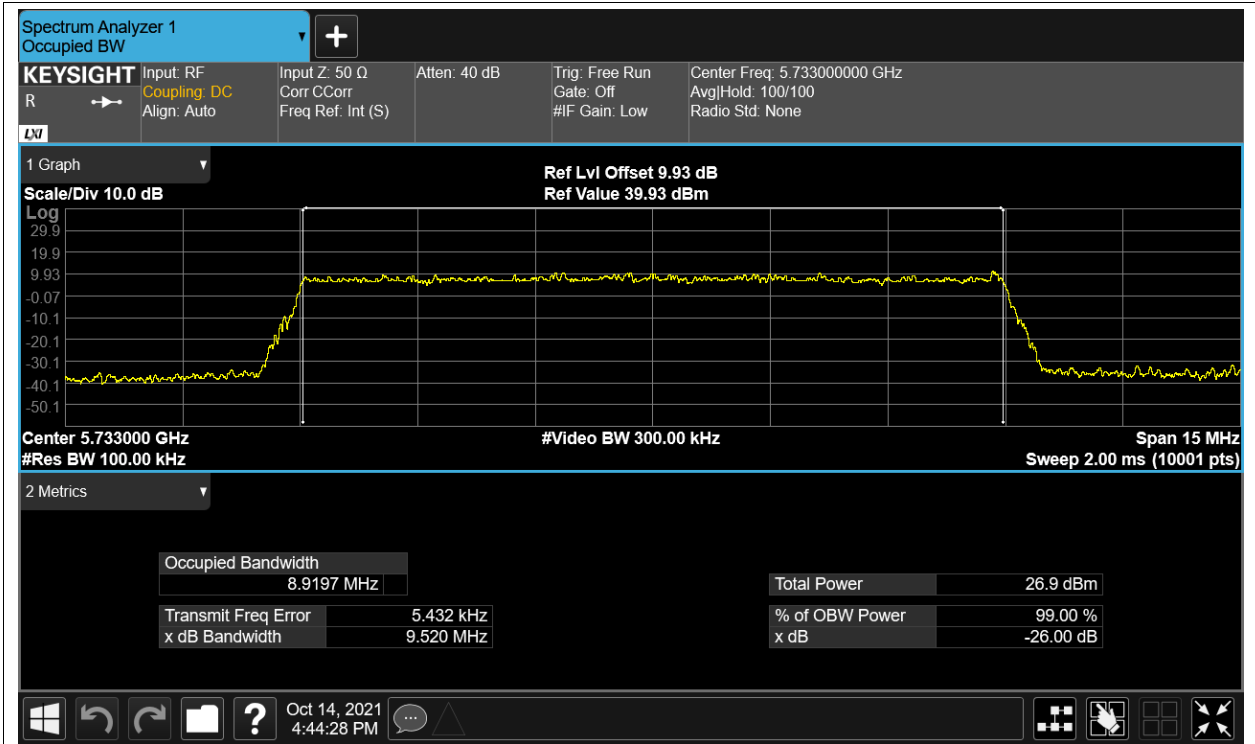 Spectrum Analyzer 1
Occupied BW
+
KEYSIGHT
R
LXI
Input: RF
Coupling: DC
Align: Auto
Input Z: 50 Ω
Corr CCorr
Freq Ref: Int (S)
Atten: 40 dB
Trig: Free Run
Gate: Off
#IF Gain: Low
Center Freq: 5.733000000 GHz
Avg|Hold: 100/100
Radio Std: None
1 Graph
Scale/Div 10.0 dB
Ref Lvl Offset 9.93 dB
Ref Value 39.93 dBm
Log
29.9
19.9
9.93
-0.07
-10.1
-20.1
-30.1
-40.1
-50.1
Center 5.733000 GHz
#Res BW 100.00 kHz
#Video BW 300.00 kHz
Span 15 MHz
Sweep 2.00 ms (10001 pts)
2 Metrics
Occupied Bandwidth
8.9197 MHz
Transmit Freq Error 5.432 kHz
x dB Bandwidth 9.520 MHz
Total Power 26.9 dBm
% of OBW Power 99.00 %
x dB -26.00 dB
?
Oct 14, 2021
4:44:28 PM